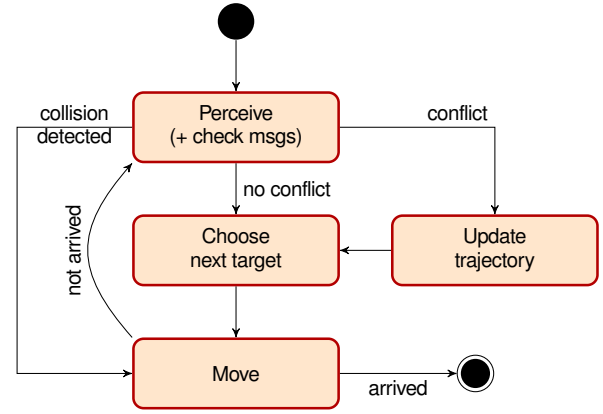 collision
detected
Perceive
(+ check msgs)
conflict
no conflict
not arrived
Choose
next target
Update
trajectory
Move
arrived